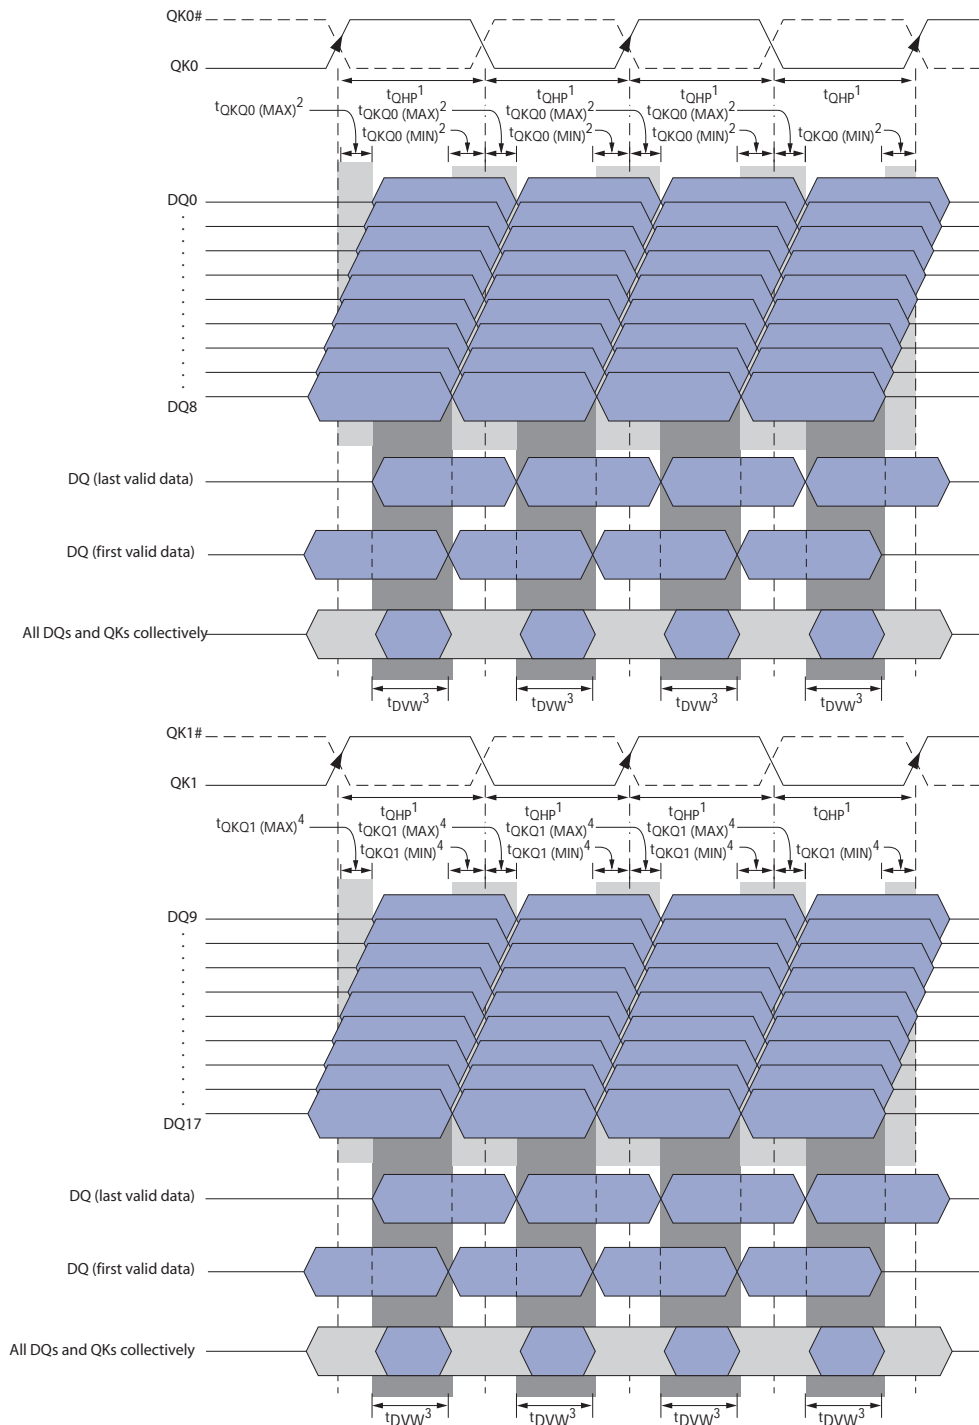 QK0#
QK0
tQHP1 tQHP1 tQHP1 tQHP1
tQKQ0 (MAX)2 tQKQ0 (MAX)2 tQKQ0 (MAX)2 tQKQ0 (MAX)2
tQKQ0 (MIN)2 tQKQ0 (MIN)2 tQKQ0 (MIN)2 tQKQ0 (MIN)2
DQ0
DQ8
DQ (last valid data)
DQ (first valid data)
All DQs and QKs collectively
tDVW3 tDVW3 tDVW3 tDVW3
QK1#
QK1
tQHP1 tQHP1 tQHP1 tQHP1
tQKQ1 (MAX)4 tQKQ1 (MAX)4 tQKQ1 (MAX)4 tQKQ1 (MAX)4
tQKQ1 (MIN)4 tQKQ1 (MIN)4 tQKQ1 (MIN)4 tQKQ1 (MIN)4
DQ9
DQ17
DQ (last valid data)
DQ (first valid data)
All DQs and QKs collectively
tDVW3 tDVW3 tDVW3 tDVW3